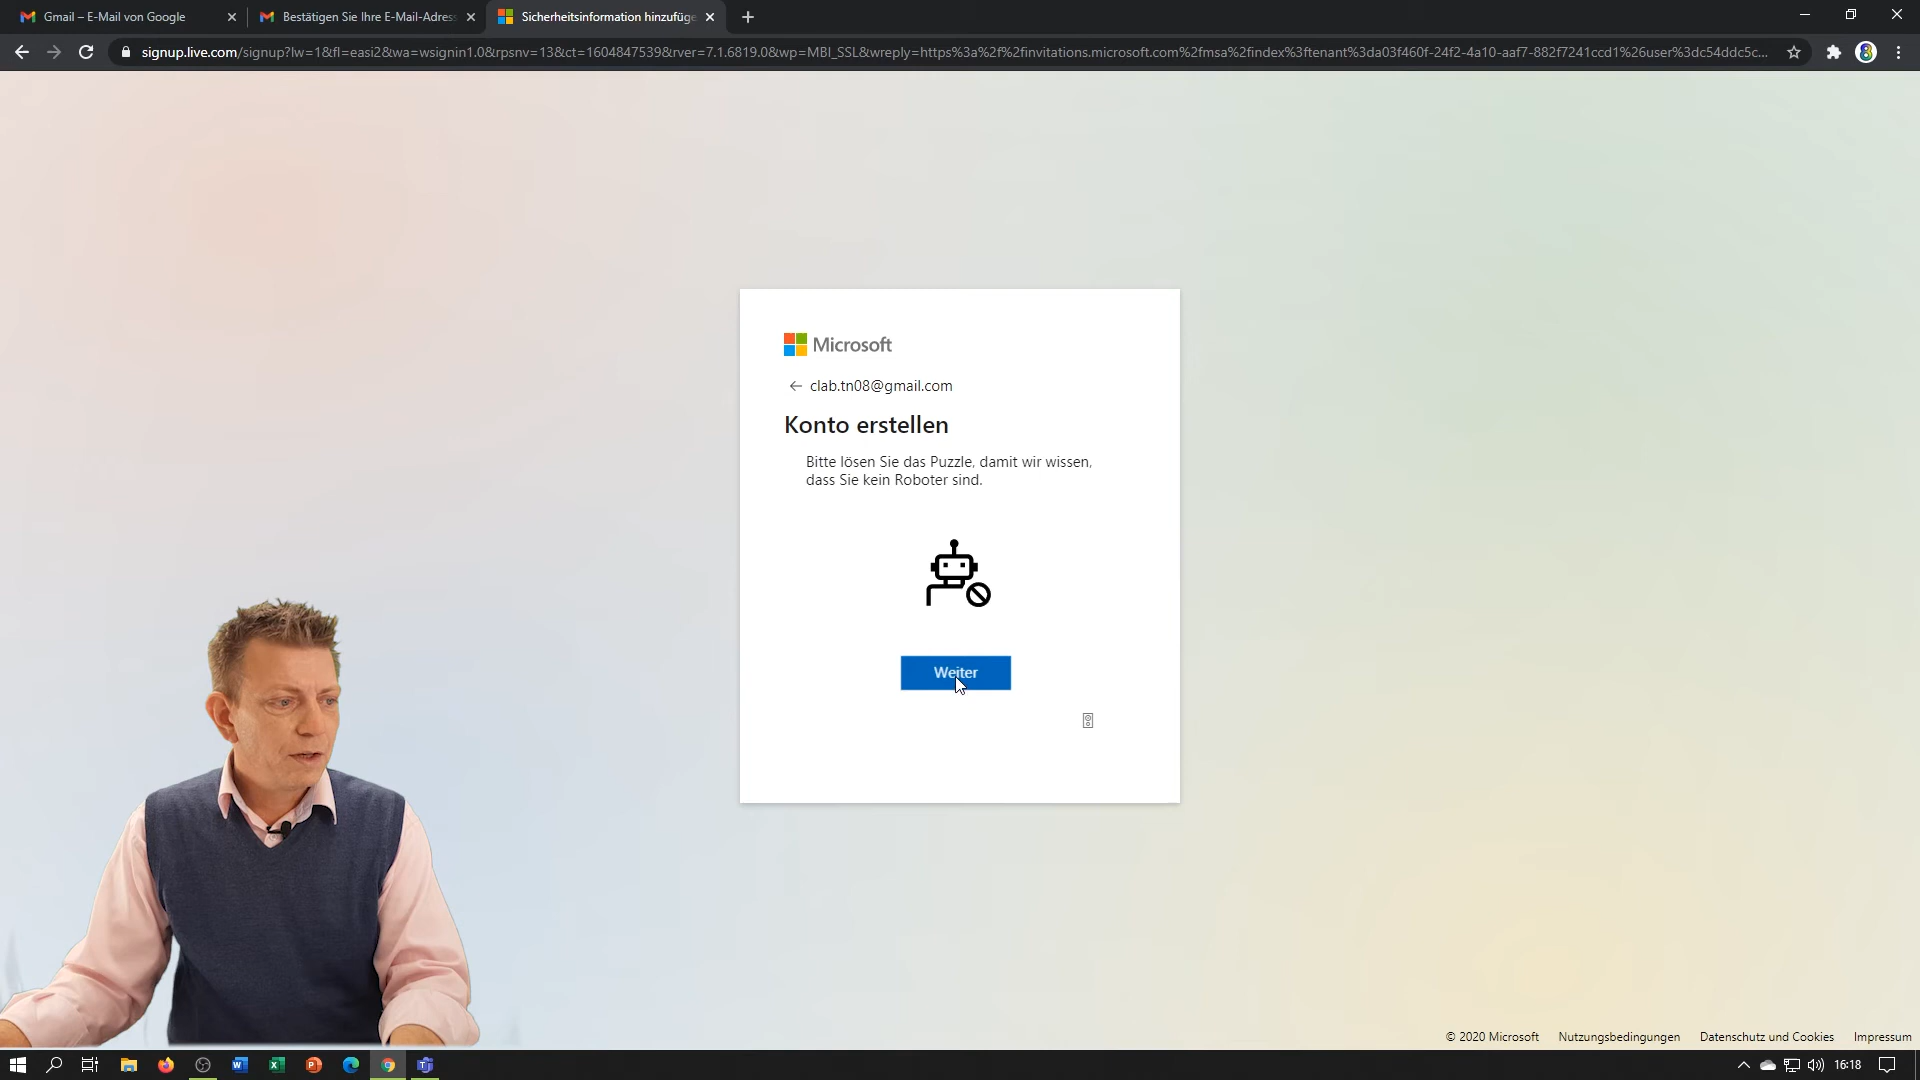 Gmail – E-Mail von Google
Bestätigen Sie Ihre E-Mail-Adress
Sicherheitsinformation hinzufüge
signup.live.com/signup?lw=1&fl=easi2&wa=wsignin1.0&rpsnv=13&ct=1604847539&rver=7.1.6819.0&wp=MBI_SSL&wreply=https%3a%2f%2finvitations.microsoft.com%2fmsa%2findex%3ftenant%3da03f460f-24f2-4a10-aaf7-882f7241ccd1%26user%3dc54ddc5c...
Microsoft
clab.tn08@gmail.com
Konto erstellen
Bitte lösen Sie das Puzzle, damit wir wissen,
dass Sie kein Roboter sind.
Weiter
© 2020 Microsoft Nutzungsbedingungen Datenschutz und Cookies Impressum
16:18